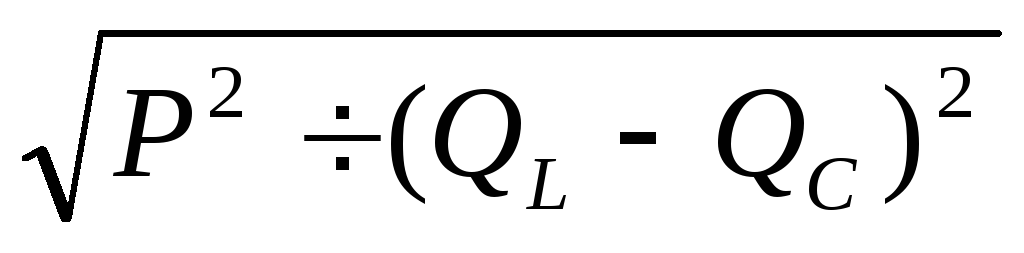 √P² ÷(Q_L - Q_C)²